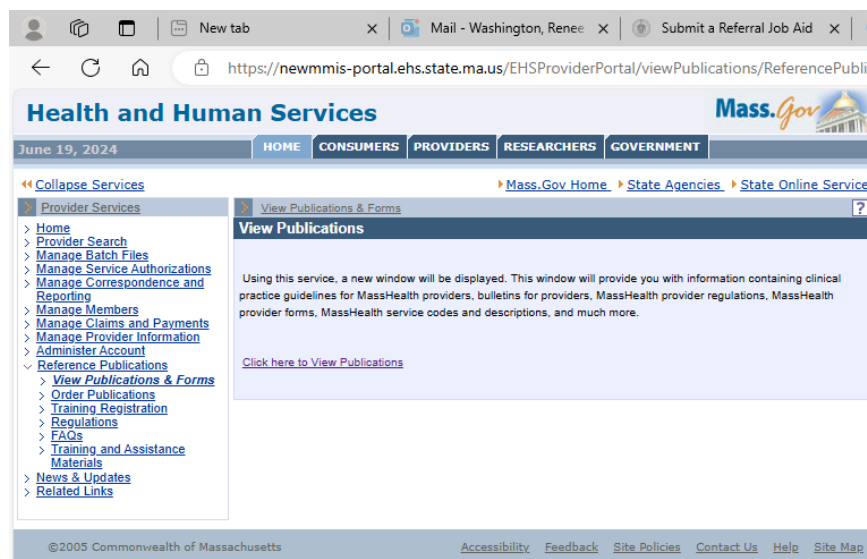 New tab
Mail - Washington, Renee
Submit a Referral Job Aid
https://newmmis-portal.ehs.state.ma.us/EHSProviderPortal/viewPublications/ReferencePubli
Health and Human Services
Mass.Gov
June 19, 2024
HOME CONSUMERS PROVIDERS RESEARCHERS GOVERNMENT
Collapse Services
Mass.Gov Home State Agencies State Online Service
Provider Services
Home
Provider Search
Manage Batch Files
Manage Service Authorizations
Manage Correspondence and
Reporting
Manage Members
Manage Claims and Payments
Manage Provider Information
Administer Account
Reference Publications
View Publications & Forms
Order Publications
Training Registration
Regulations
FAQs
Training and Assistance
Materials
News & Updates
Related Links
View Publications & Forms
?
View Publications
Using this service, a new window will be displayed. This window will provide you with information containing clinical
practice guidelines for MassHealth providers, bulletins for providers, MassHealth provider regulations, MassHealth
provider forms, MassHealth service codes and descriptions, and much more.
Click here to View Publications
©2005 Commonwealth of Massachusetts
Accessibility Feedback Site Policies Contact Us Help Site Map